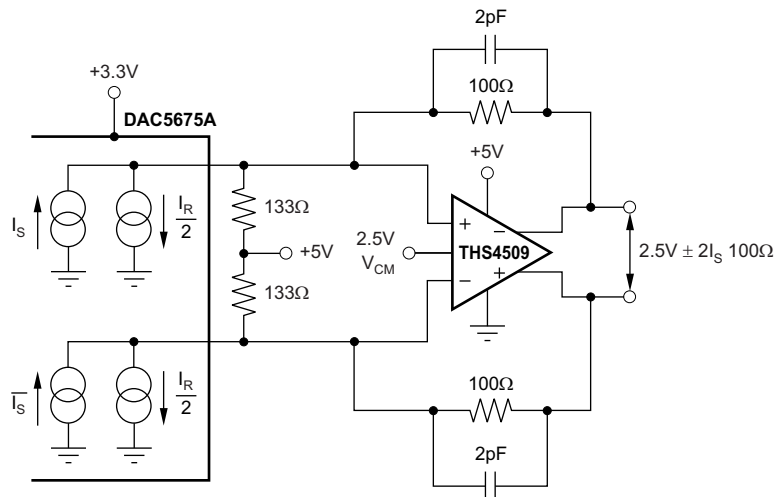 2pF
100Ω
+3.3V
DAC5675A
+5V
I_S
I_R
2
133Ω
+5V
133Ω
2.5V
V_CM
+
−
THS4509
−
+
2.5V ± 2I_S 100Ω
I_S
I_R
2
100Ω
2pF